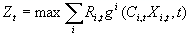 Z_t = max ∑_i R_{i,t} g^i (C_{i,t} X_{i,t}, t)